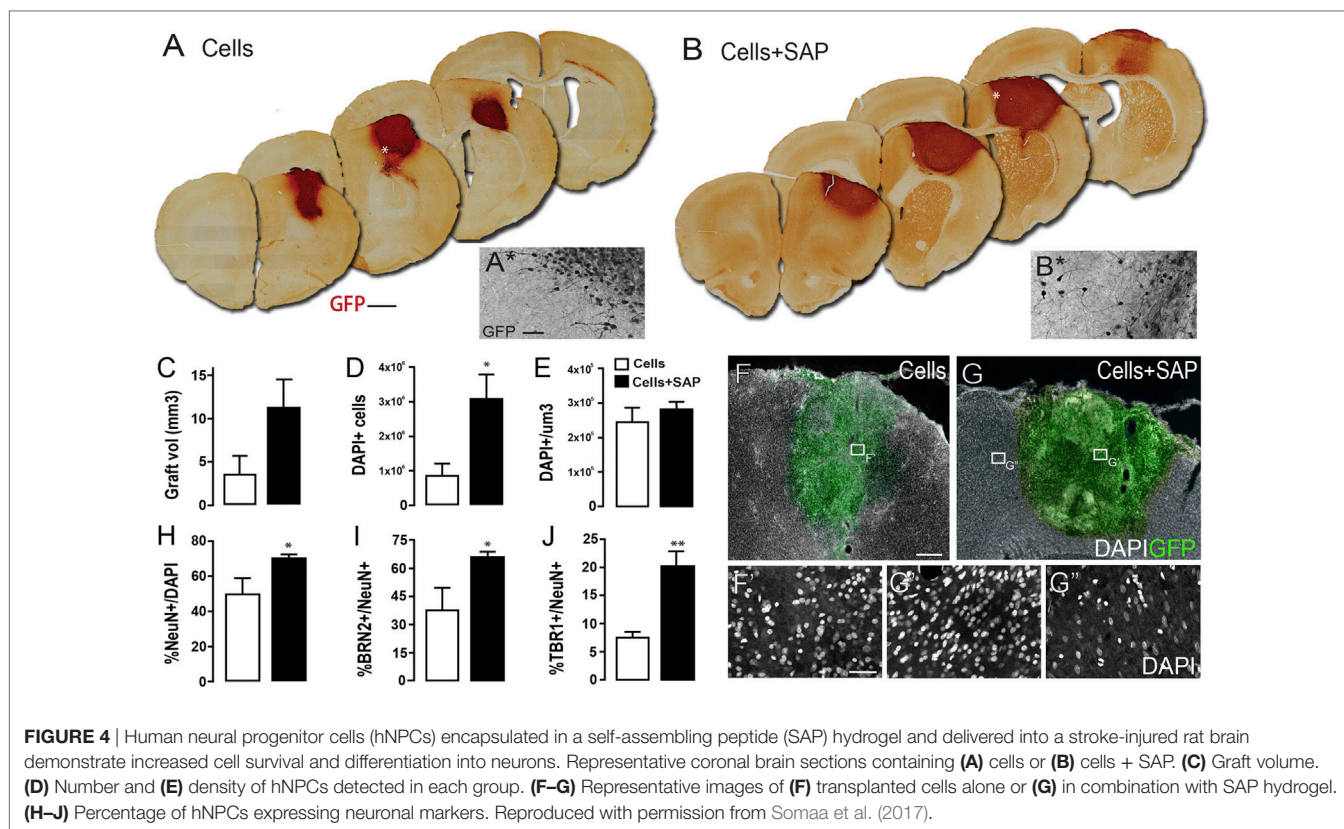 A Cells
B Cells+SAP
*
*
A*
GFP
GFP
B*
C
Graft vol (mm3)
15
10
5
0
D
DAPI+ cells
4x10⁶
3x10⁶
2x10⁶
1x10⁶
0
*
E
Cells
Cells+SAP
DAPI+/um3
4x10⁵
3x10⁵
2x10⁵
1x10⁵
0
F
Cells
F'
G
Cells+SAP
G''
G'
DAPIGFP
H
%NeuN+/DAPI
80
60
40
20
0
*
I
%BRN2+/NeuN+
75
60
45
30
15
0
*
J
%TBR1+/NeuN+
25
20
15
10
5
0
**
F'
G'
G''
DAPI
FIGURE 4 | Human neural progenitor cells (hNPCs) encapsulated in a self-assembling peptide (SAP) hydrogel and delivered into a stroke-injured rat brain
demonstrate increased cell survival and differentiation into neurons. Representative coronal brain sections containing (A) cells or (B) cells + SAP. (C) Graft volume.
(D) Number and (E) density of hNPCs detected in each group. (F–G) Representative images of (F) transplanted cells alone or (G) in combination with SAP hydrogel.
(H–J) Percentage of hNPCs expressing neuronal markers. Reproduced with permission from Somaa et al. (2017).